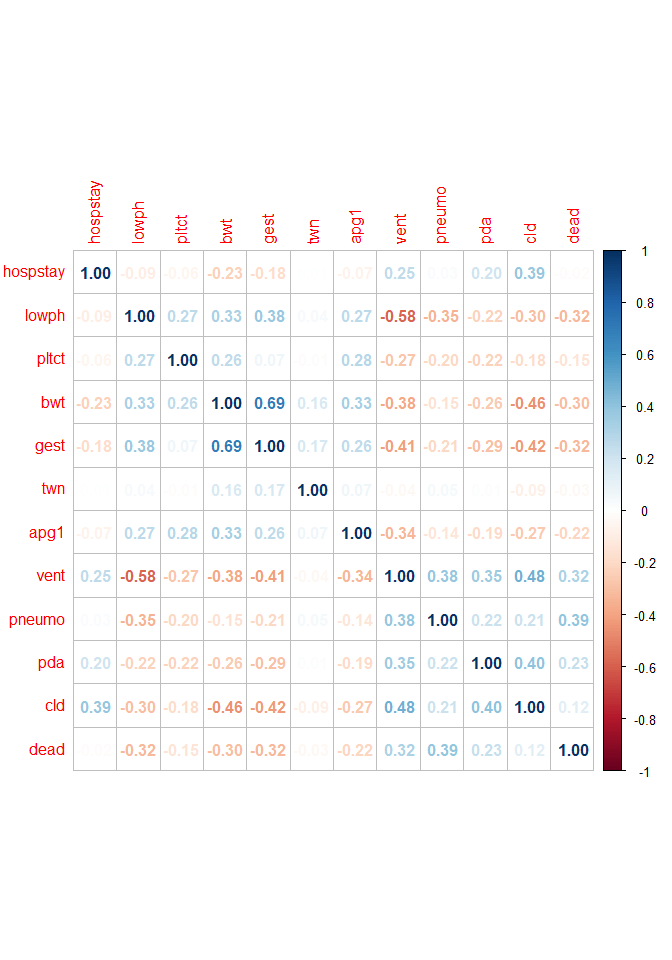 hospstay lowph pltct bwt gest twn apg1 vent pneumo pda cld dead
hospstay 1.00 -0.09 -0.06 -0.23 -0.18 -0.07 0.25 0.03 0.20 0.39
lowph -0.09 1.00 0.27 0.33 0.38 0.04 0.27 -0.58 -0.35 -0.22 -0.30 -0.32
pltct -0.06 0.27 1.00 0.26 0.07 0.28 -0.27 -0.20 -0.22 -0.18 -0.15
bwt -0.23 0.33 0.26 1.00 0.69 0.16 0.33 -0.38 -0.15 -0.26 -0.46 -0.30
gest -0.18 0.38 0.07 0.69 1.00 0.17 0.26 -0.41 -0.21 -0.29 -0.42 -0.32
twn 0.04 0.16 0.17 1.00 0.07 -0.04 0.05 -0.09 -0.03
apg1 -0.07 0.27 0.28 0.33 0.26 0.07 1.00 -0.34 -0.14 -0.19 -0.27 -0.22
vent 0.25 -0.58 -0.27 -0.38 -0.41 -0.04 -0.34 1.00 0.38 0.35 0.48 0.32
pneumo 0.03 -0.35 -0.20 -0.15 -0.21 0.05 -0.14 0.38 1.00 0.22 0.21 0.39
pda 0.20 -0.22 -0.22 -0.26 -0.29 -0.19 0.35 0.22 1.00 0.40 0.23
cld 0.39 -0.30 -0.18 -0.46 -0.42 -0.09 -0.27 0.48 0.21 0.40 1.00 0.12
dead -0.32 -0.15 -0.30 -0.32 -0.03 -0.22 0.32 0.39 0.23 0.12 1.00
1
0.8
0.6
0.4
0.2
0
-0.2
-0.4
-0.6
-0.8
-1